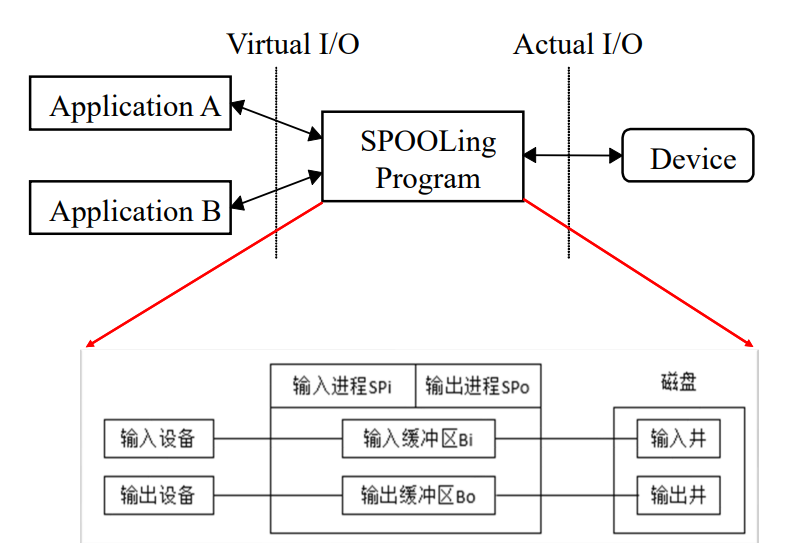 Virtual I/O
Actual I/O
Application A
SPOOLing
Program
Device
Application B
输入进程SPi
输出进程SPo
磁盘
输入设备
输入缓冲区Bi
输入井
输出设备
输出缓冲区Bo
输出井